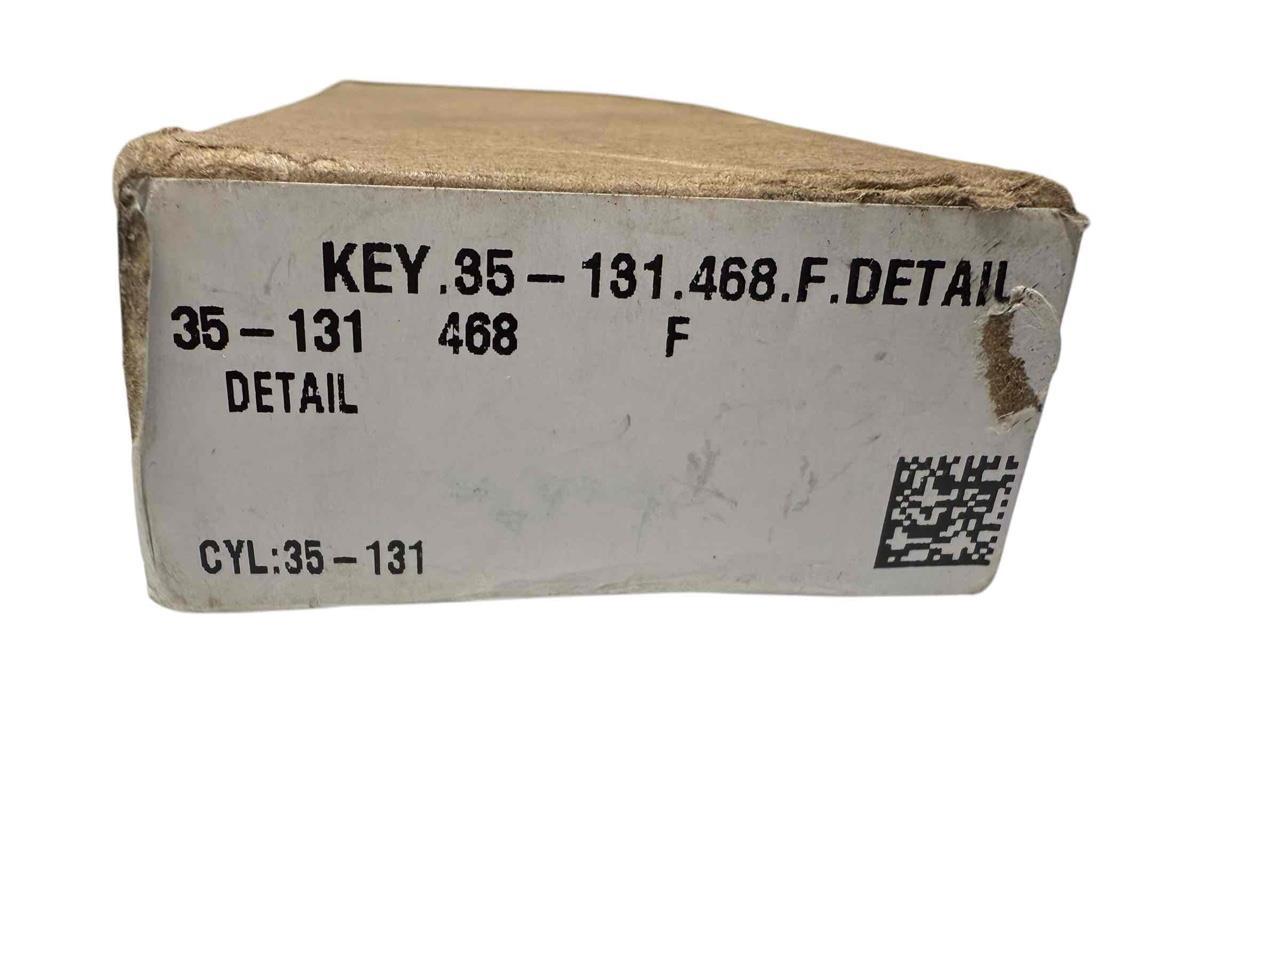 KEY.35-131.468.F.DETAIL
35-131 468 F
DETAIL
CYL:35-131